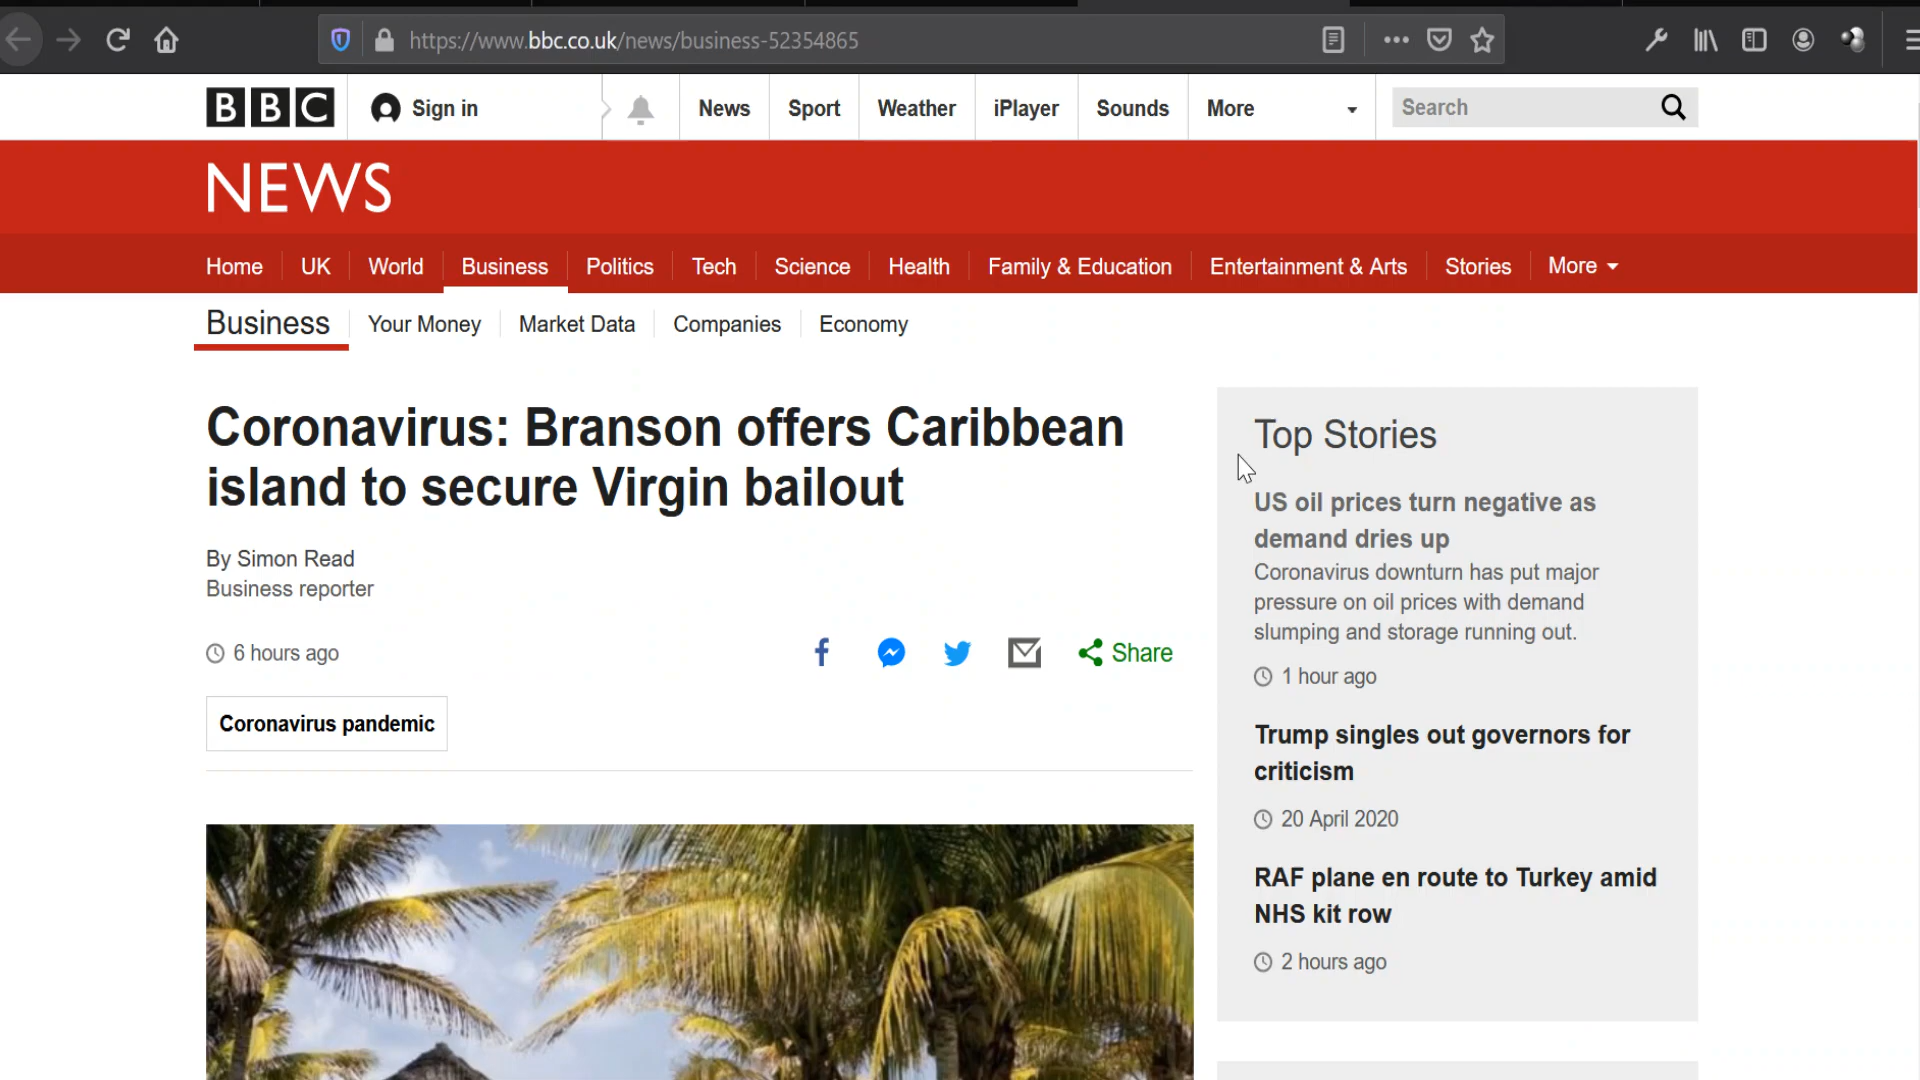 https://www.bbc.co.uk/news/business-52354865
BBC Sign in News Sport Weather iPlayer Sounds More Search
NEWS
Home UK World Business Politics Tech Science Health Family & Education Entertainment & Arts Stories More
Business Your Money Market Data Companies Economy
Coronavirus: Branson offers Caribbean
island to secure Virgin bailout
By Simon Read
Business reporter
6 hours ago
Share
Coronavirus pandemic
Top Stories
US oil prices turn negative as
demand dries up
Coronavirus downturn has put major
pressure on oil prices with demand
slumping and storage running out.
1 hour ago
Trump singles out governors for
criticism
20 April 2020
RAF plane en route to Turkey amid
NHS kit row
2 hours ago